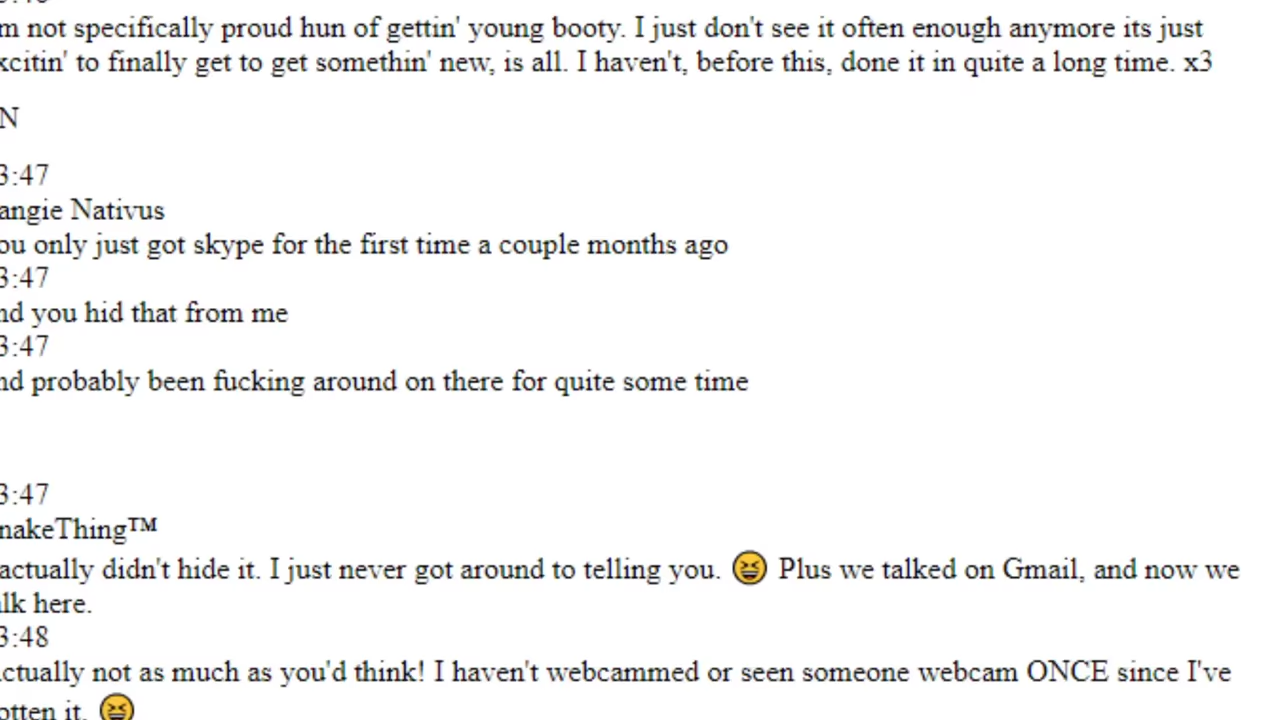 m not specifically proud hun of gettin' young booty. I just don't see it often enough anymore its just
xcitin' to finally get to get somethin' new, is all. I haven't, before this, done it in quite a long time. x3
N
3:47
angie Nativus
ou only just got skype for the first time a couple months ago
3:47
nd you hid that from me
3:47
nd probably been fucking around on there for quite some time
3:47
nakeThing™
actually didn't hide it. I just never got around to telling you. 😆 Plus we talked on Gmail, and now we
alk here.
3:48
ctually not as much as you'd think! I haven't webcammed or seen someone webcam ONCE since I've
otten it. 😆